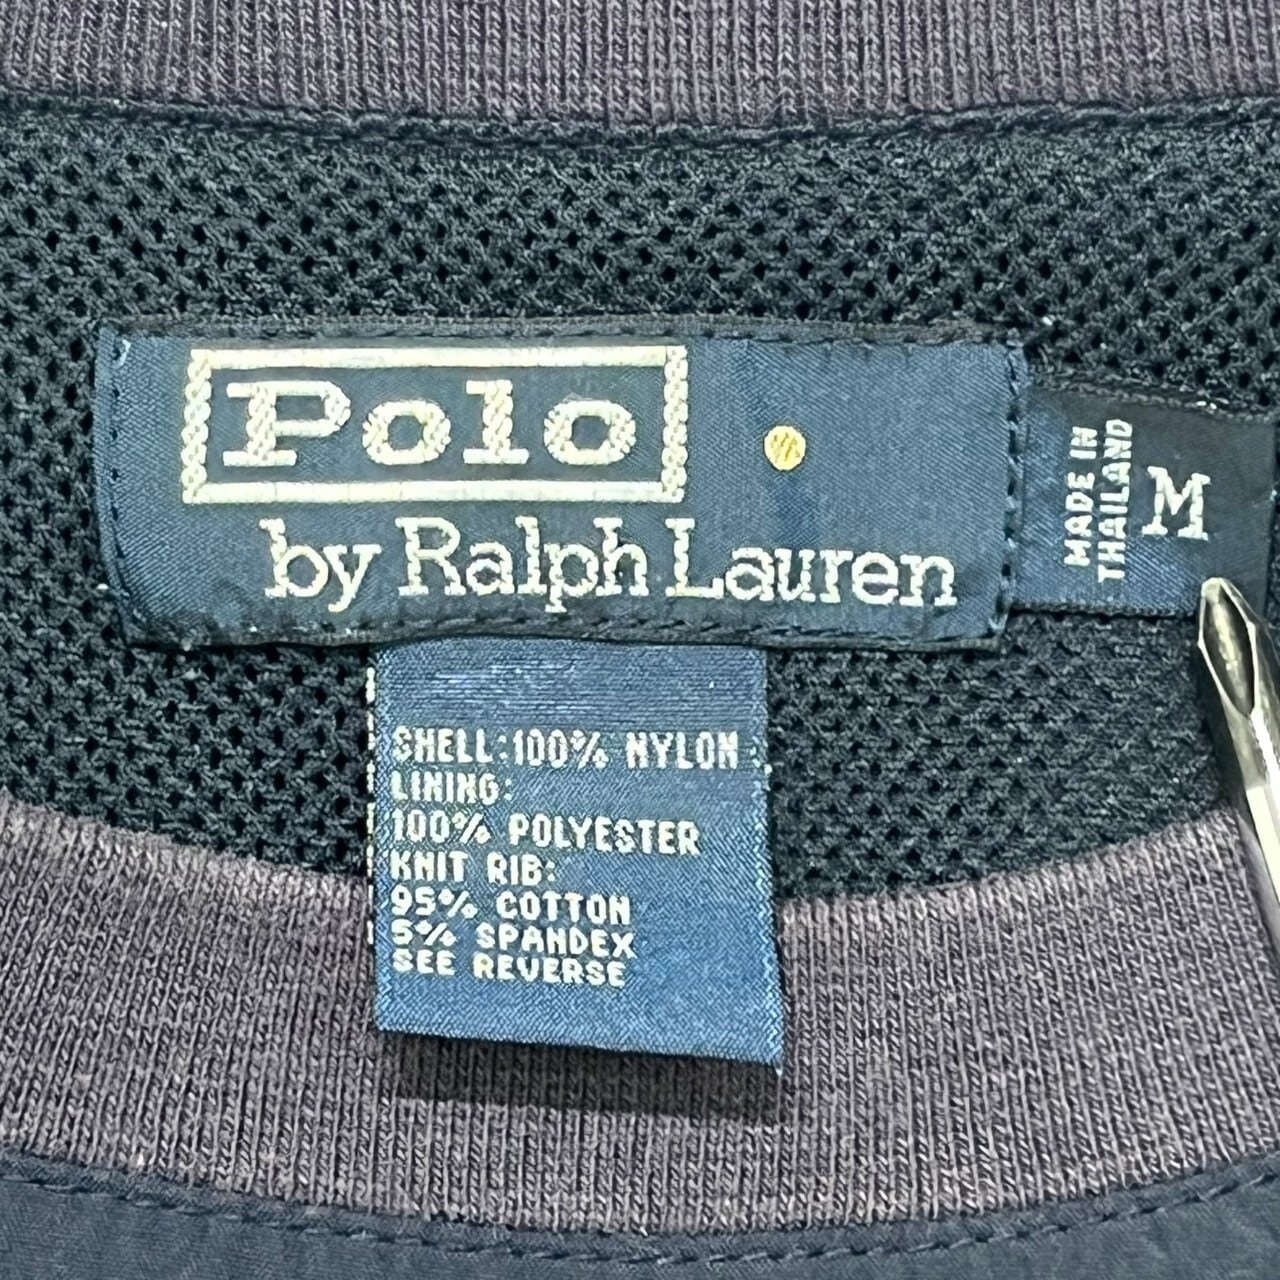 Polo
by Ralph Lauren
MADE IN
THAILAND
M
SHELL:100% NYLON
LINING:
100% POLYESTER
KNIT RIB:
95% COTTON
5% SPANDEX
SEE REVERSE